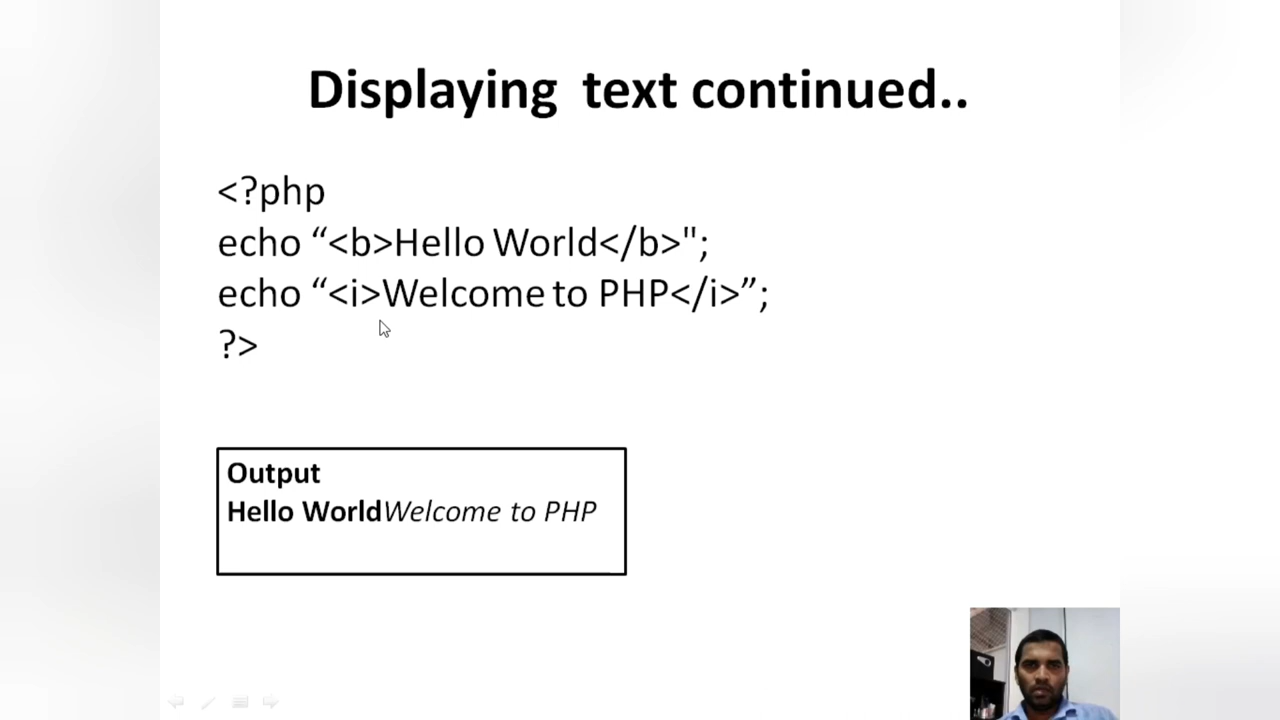 Displaying text continued..
<?php
echo “<b>Hello World</b>";
echo “<i>Welcome to PHP</i>”;
?>
Output
Hello WorldWelcome to PHP